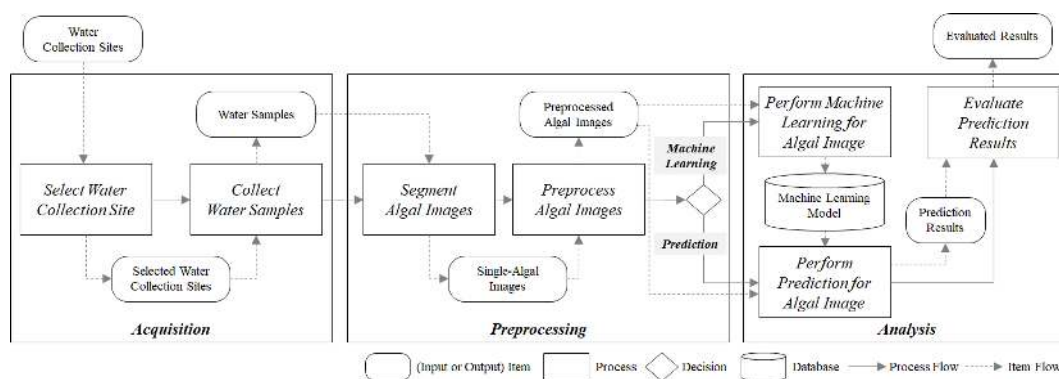 Water
Collection Sites
Evaluated Results
Water Samples
Preprocessed
Algal Images
Perform Machine
Learning for
Algal Image
Evaluate
Prediction
Results
Machine
Learning
Select Water
Collection Site
Collect
Water Samples
Segment
Algal Images
Preprocess
Algal Images
Machine Learning
Model
Prediction
Results
Prediction
Selected Water
Collection Sites
Single-Algal
Images
Perform
Prediction for
Algal Image
Acquisition
Preprocessing
Analysis
(Input or Output) Item
Process
Decision
Database
Process Flow
Item Flow